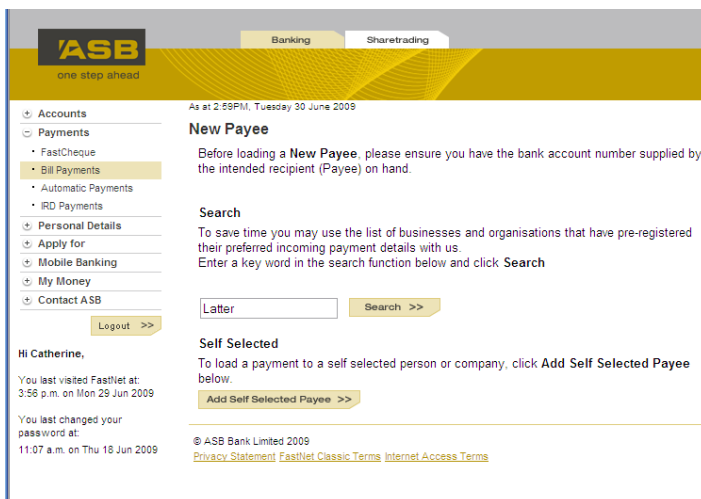 Banking
Sharetrading
ASB
one step ahead
Accounts
Payments
FastCheque
Bill Payments
Automatic Payments
IRD Payments
Personal Details
Apply for
Mobile Banking
My Money
Contact ASB
Logout >>
Hi Catherine,
You last visited FastNet at:
3:56 p.m. on Mon 29 Jun 2009
You last changed your
password at:
11:07 a.m. on Thu 18 Jun 2009
As at 2:59PM, Tuesday 30 June 2009
New Payee
Before loading a New Payee, please ensure you have the bank account number supplied by
the intended recipient (Payee) on hand.
Search
To save time you may use the list of businesses and organisations that have pre-registered
their preferred incoming payment details with us.
Enter a key word in the search function below and click Search
Latter
Search >>
Self Selected
To load a payment to a self selected person or company, click Add Self Selected Payee
below.
Add Self Selected Payee >>
© ASB Bank Limited 2009
Privacy Statement FastNet Classic Terms Internet Access Terms